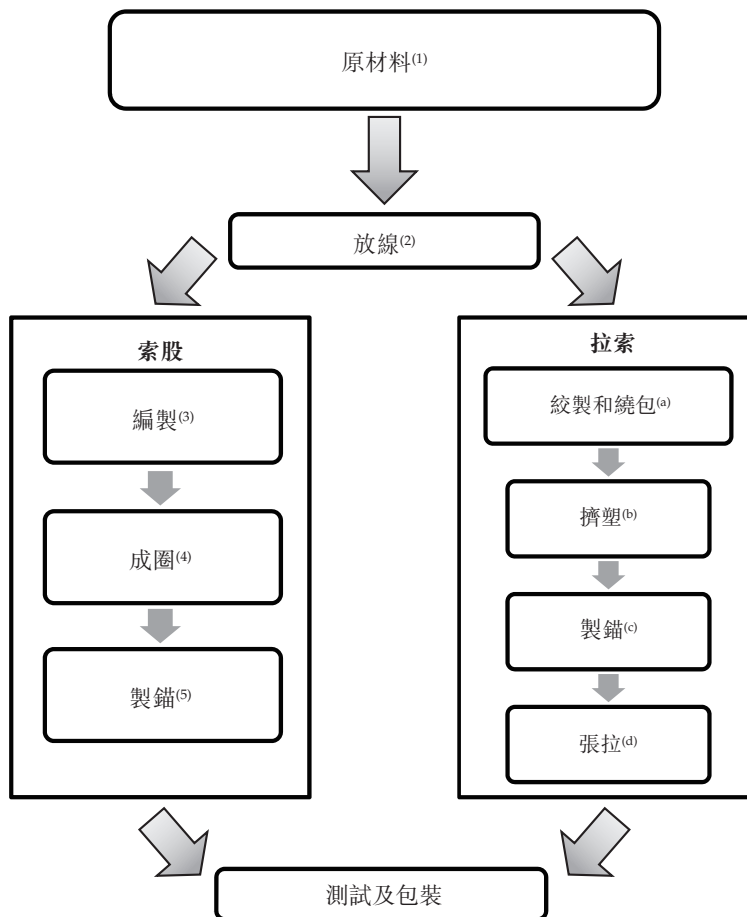 原材料(1)
放線(2)
索股
編製(3)
成圈(4)
製錨(5)
拉索
絞製和繞包(a)
擠塑(b)
製錨(c)
張拉(d)
測試及包裝